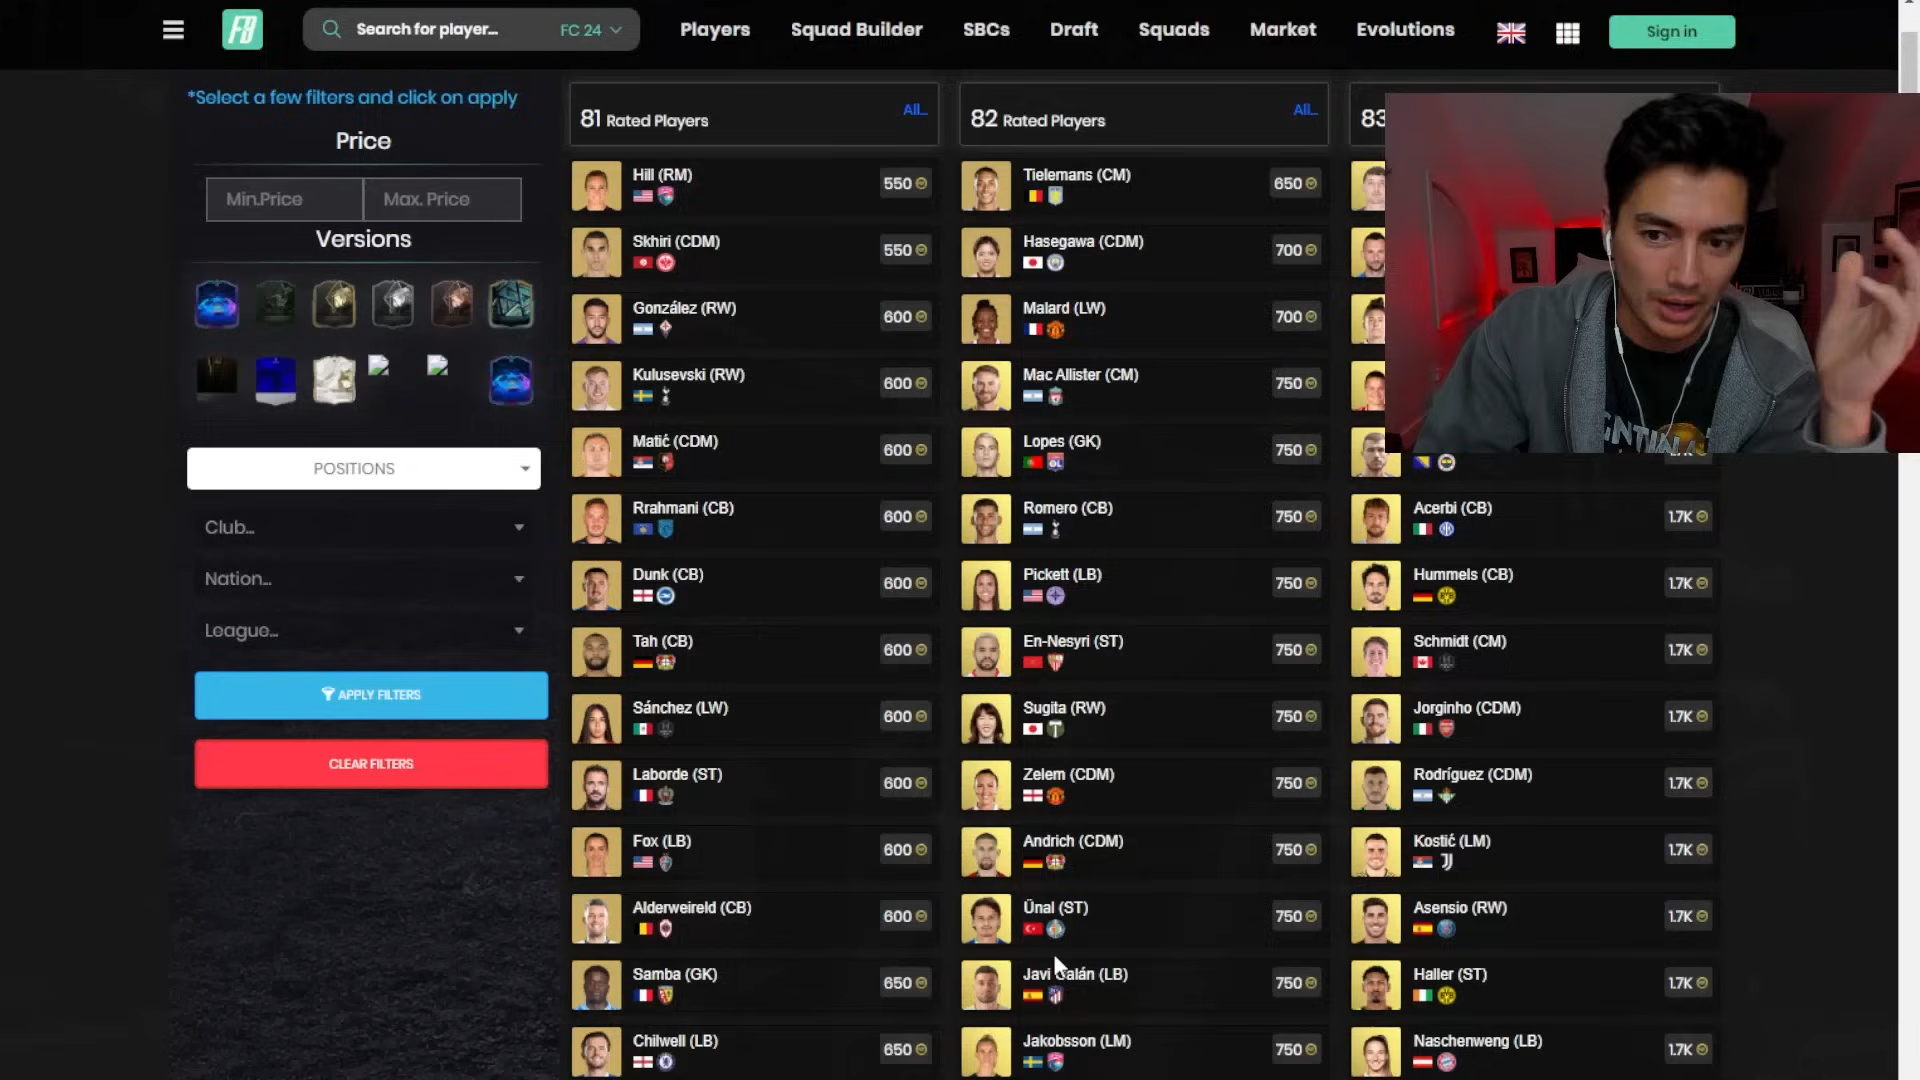 FB
Search for player...
FC 24
Players
Squad Builder
SBCs
Draft
Squads
Market
Evolutions
Sign in
*Select a few filters and click on apply
Price
Min.Price
Max. Price
Versions
POSITIONS
Club...
Nation...
League...
APPLY FILTERS
CLEAR FILTERS
81 Rated Players
All...
Hill (RM)
550
Skhiri (CDM)
550
González (RW)
600
Kulusevski (RW)
600
Matić (CDM)
600
Rrahmani (CB)
600
Dunk (CB)
600
Tah (CB)
600
Sánchez (LW)
600
Laborde (ST)
600
Fox (LB)
600
Alderweireld (CB)
600
Samba (GK)
650
Chilwell (LB)
650
82 Rated Players
All...
Tielemans (CM)
650
Hasegawa (CDM)
700
Malard (LW)
700
Mac Allister (CM)
750
Lopes (GK)
750
Romero (CB)
750
Pickett (LB)
750
En-Nesyri (ST)
750
Sugita (RW)
750
Zelem (CDM)
750
Andrich (CDM)
750
Ünal (ST)
750
Javi Galán (LB)
750
Jakobsson (LM)
750
83
Acerbi (CB)
1.7K
Hummels (CB)
1.7K
Schmidt (CM)
1.7K
Jorginho (CDM)
1.7K
Rodríguez (CDM)
1.7K
Kostić (LM)
1.7K
Asensio (RW)
1.7K
Haller (ST)
1.7K
Naschenweng (LB)
1.7K